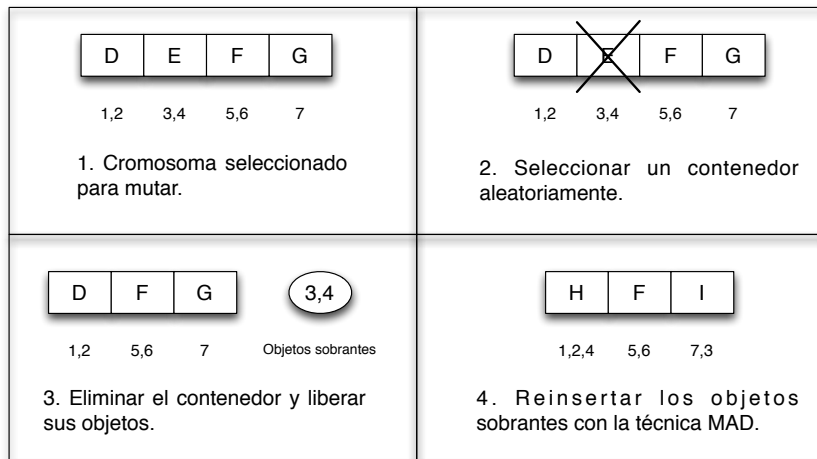 D E F G
1,2 3,4 5,6 7
1. Cromosoma seleccionado
para mutar.
D E F G
1,2 3,4 5,6 7
2. Seleccionar un contenedor
aleatoriamente.
D F G 3,4
1,2 5,6 7 Objetos sobrantes
3. Eliminar el contenedor y liberar
sus objetos.
H F I
1,2,4 5,6 7,3
4. Reinsertar los objetos
sobrantes con la técnica MAD.